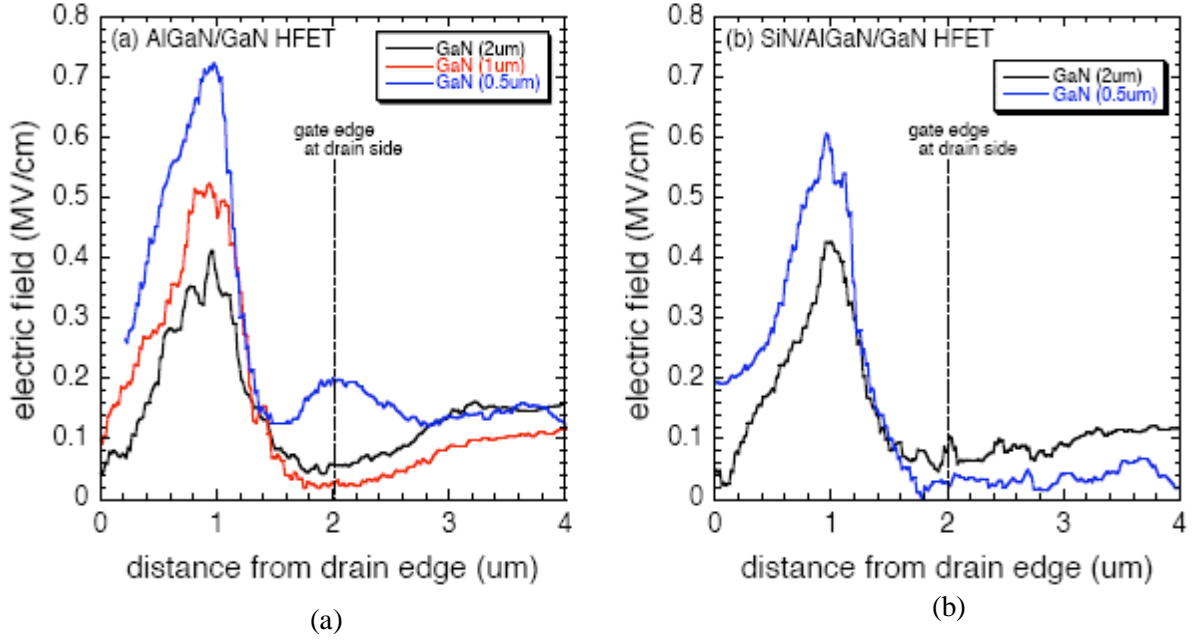 (a) AlGaN/GaN HFET
GaN (2um)
GaN (1um)
GaN (0.5um)
gate edge
at drain side
electric field (MV/cm)
0.8
0.7
0.6
0.5
0.4
0.3
0.2
0.1
0
0 1 2 3 4
distance from drain edge (um)
(a)
(b) SiN/AlGaN/GaN HFET
GaN (2um)
GaN (0.5um)
gate edge
at drain side
electric field (MV/cm)
0.8
0.7
0.6
0.5
0.4
0.3
0.2
0.1
0
0 1 2 3 4
distance from drain edge (um)
(b)